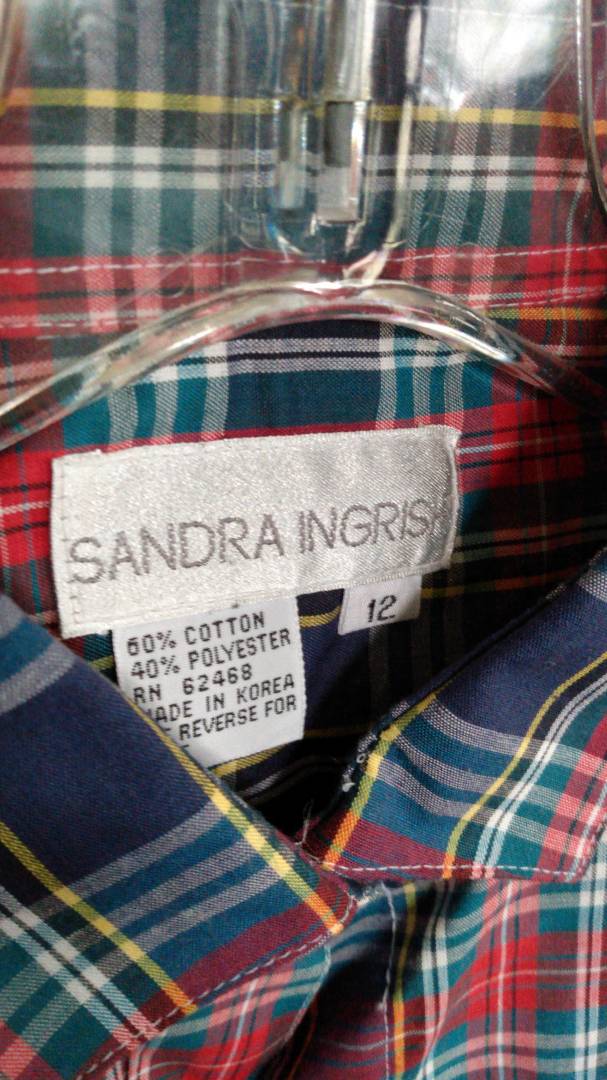 SANDRA INGRISH
12
60% COTTON
40% POLYESTER
RN 62468
MADE IN KOREA
REVERSE FOR